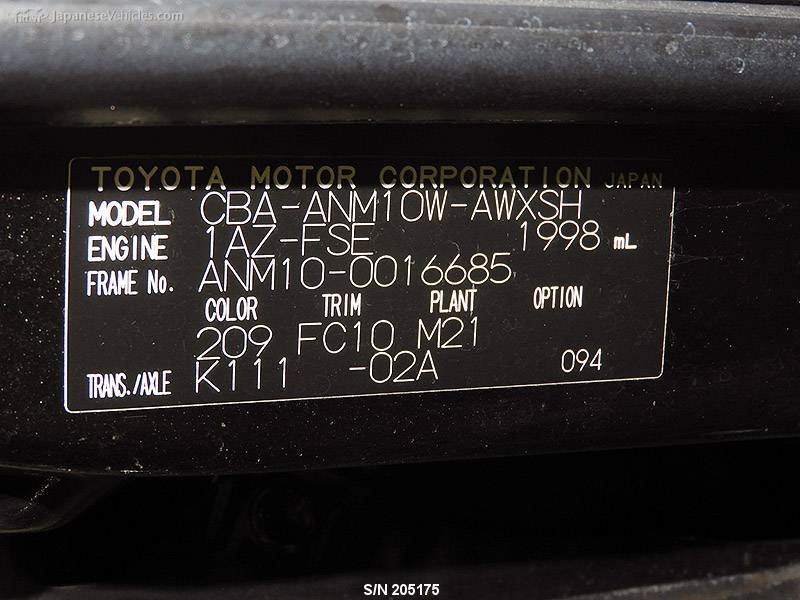 JapaneseVehicles.com
TOYOTA MOTOR CORPORATION JAPAN
MODEL CBA-ANM10W-AWXSH
ENGINE 1AZ-FSE 1998 mL
FRAME No. ANM10-0016685
COLOR TRIM PLANT OPTION
209 FC10 M21
TRANS./AXLE K111 -02A 094
S/N 205175